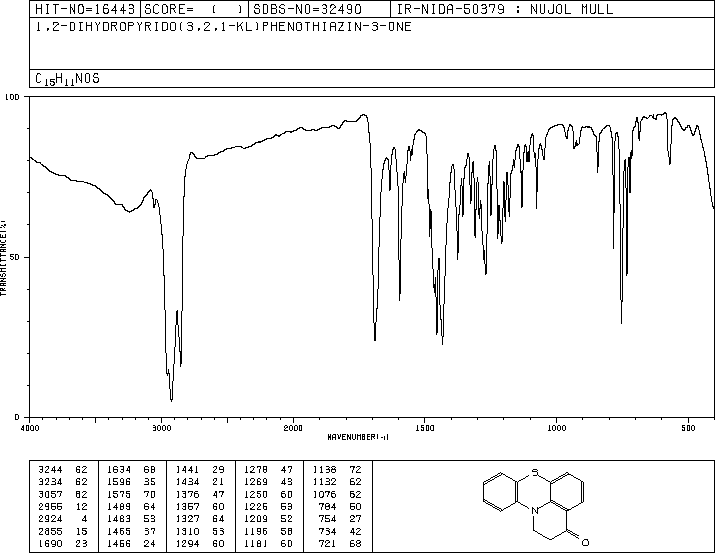 HIT-NO=16443 SCORE= ( ) SDBS-NO=32490 IR-NIDA-50379 : NUJOL MULL
1,2-DIHYDROPYRIDO(3,2,1-KL)PHENOTHIAZIN-3-ONE
C15H11NOS
100
50
0
TRANSMITTANCE(%)
4000 3000 2000 1500 1000 500
WAVENUMBER(-1)
3244 62 1634 68 1441 29 1278 47 1138 72
3234 62 1596 35 1434 21 1269 43 1132 62
3057 82 1575 70 1376 47 1250 60 1076 62
2955 12 1489 64 1357 60 1226 53 784 50
2924 4 1483 53 1327 64 1209 52 754 27
2855 15 1465 37 1310 53 1196 58 734 42
1690 23 1456 24 1294 60 1181 60 721 68
S
N
O